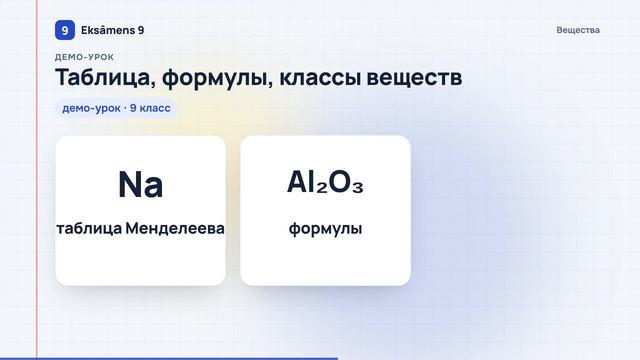 9 Eksāmens 9
Вещества
ДЕМО-УРОК
Таблица, формулы, классы веществ
демо-урок · 9 класс
Na
таблица Менделеева
Al₂O₃
формулы